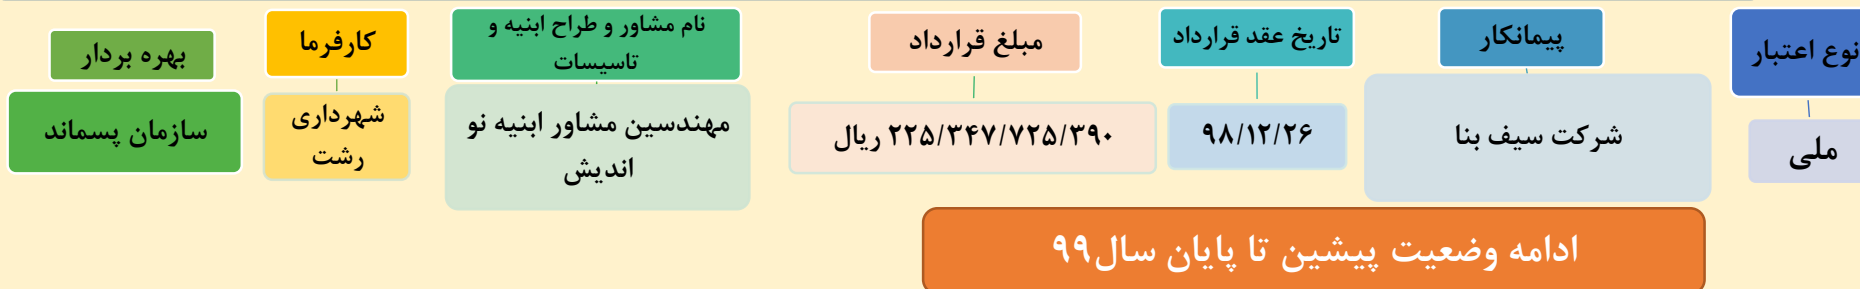 نوع اعتبار
ملی
پیمانکار
شرکت سیف بنا
تاریخ عقد قرارداد
۹۸/۱۲/۲۶
مبلغ قرارداد
۲۲۵/۳۴۷/۷۲۵/۳۹۰ ریال
نام مشاور و طراح ابنیه و
تاسیسات
مهندسین مشاور ابنیه نو
اندیش
کارفرما
شهرداری
رشت
بهره بردار
سازمان پسماند
ادامه وضعیت پیشین تا پایان سال۹۹